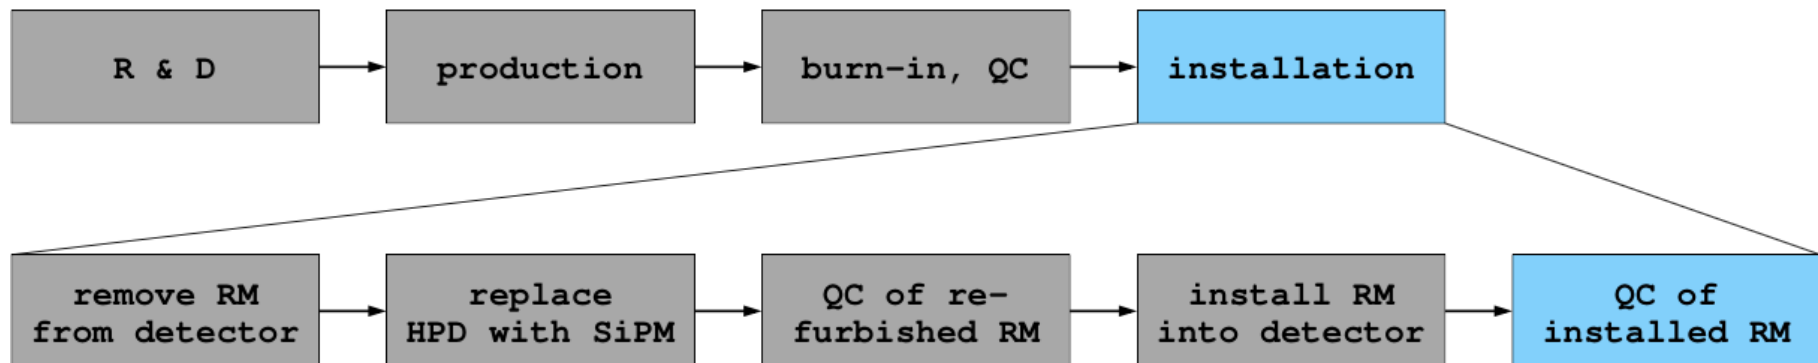 R & D
production
burn-in, QC
installation
remove RM
from detector
replace
HPD with SiPM
QC of re-
furbished RM
install RM
into detector
QC of
installed RM